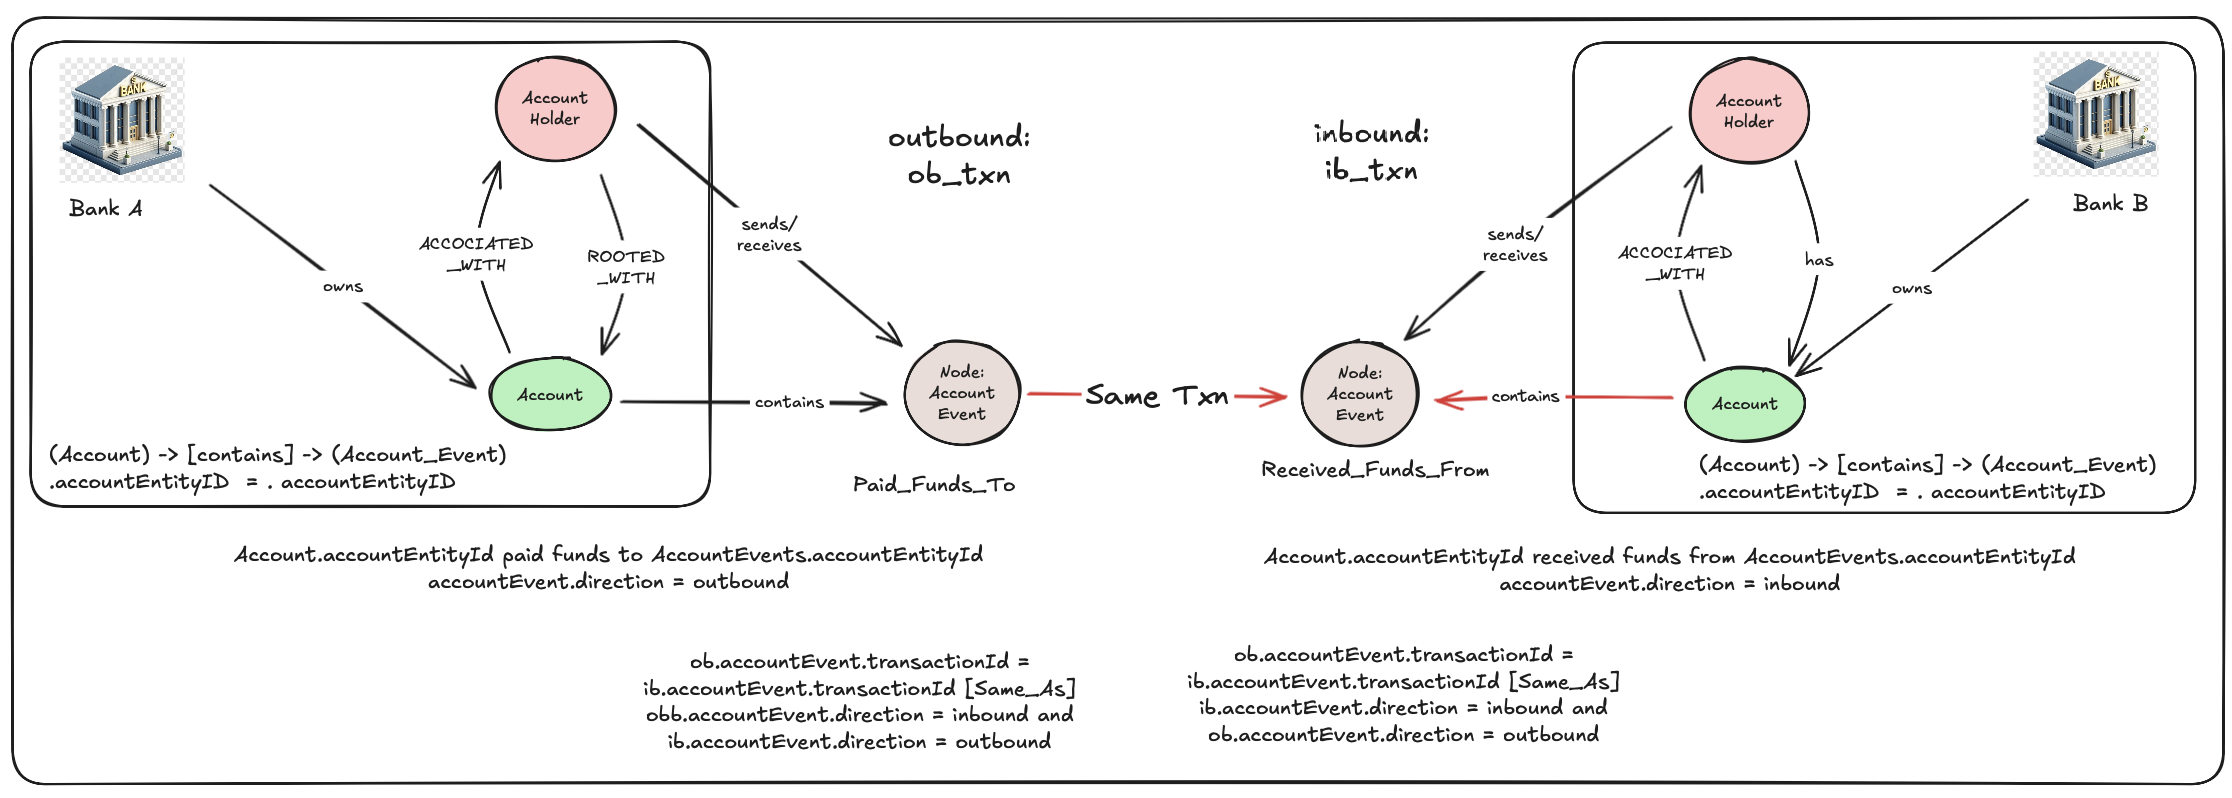 BANK
Bank A
Account
Holder
ACCOCIATED
_WITH
ROOTED
_WITH
owns
Account
(Account) -> [contains] -> (Account_Event)
.accountEntityID = . accountEntityID
outbound:
ob_txn
sends/
receives
contains
Node:
Account
Event
Paid_Funds_To
Same Txn
inbound:
ib_txn
sends/
receives
Node:
Account
Event
Received_Funds_From
contains
Account
Holder
ACCOCIATED
_WITH
has
owns
Account
BANK
Bank B
(Account) -> [contains] -> (Account_Event)
.accountEntityID = . accountEntityID
Account.accountEntityId paid funds to AccountEvents.accountEntityId
accountEvent.direction = outbound
Account.accountEntityId received funds from AccountEvents.accountEntityId
accountEvent.direction = inbound
ob.accountEvent.transactionId =
ib.accountEvent.transactionId [Same_As]
obb.accountEvent.direction = inbound and
ib.accountEvent.direction = outbound
ob.accountEvent.transactionId =
ib.accountEvent.transactionId [Same_As]
ib.accountEvent.direction = inbound and
ob.accountEvent.direction = outbound